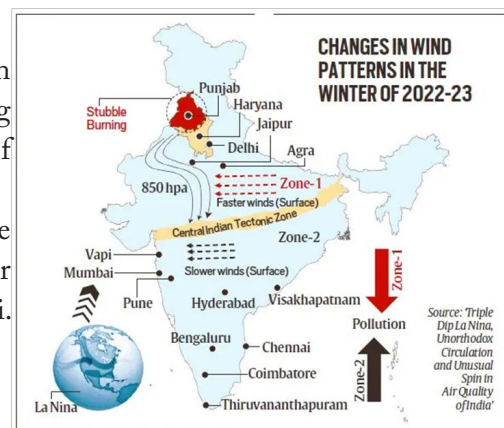 n
g
f
e
r
i.
CHANGES IN WIND
PATTERNS IN THE
WINTER OF 2022-23
Punjab
Haryana
Jaipur
Stubble
Burning
Delhi
Agra
850hpa
Zone-1
Faster winds (Surface)
Central Indian Tectonic Zone
Zone-2
Vapi
Slower winds (Surface)
Mumbai
Pune
Hyderabad
Visakhapatnam
Zone-1
Pollution
Zone-2
Bengaluru
Chennai
Coimbatore
Thiruvananthapuram
La Nina
Source: 'Triple
Dip La Nina,
Unorthodox
Circulation
and Unusual
Spin in
Air Quality
of India'